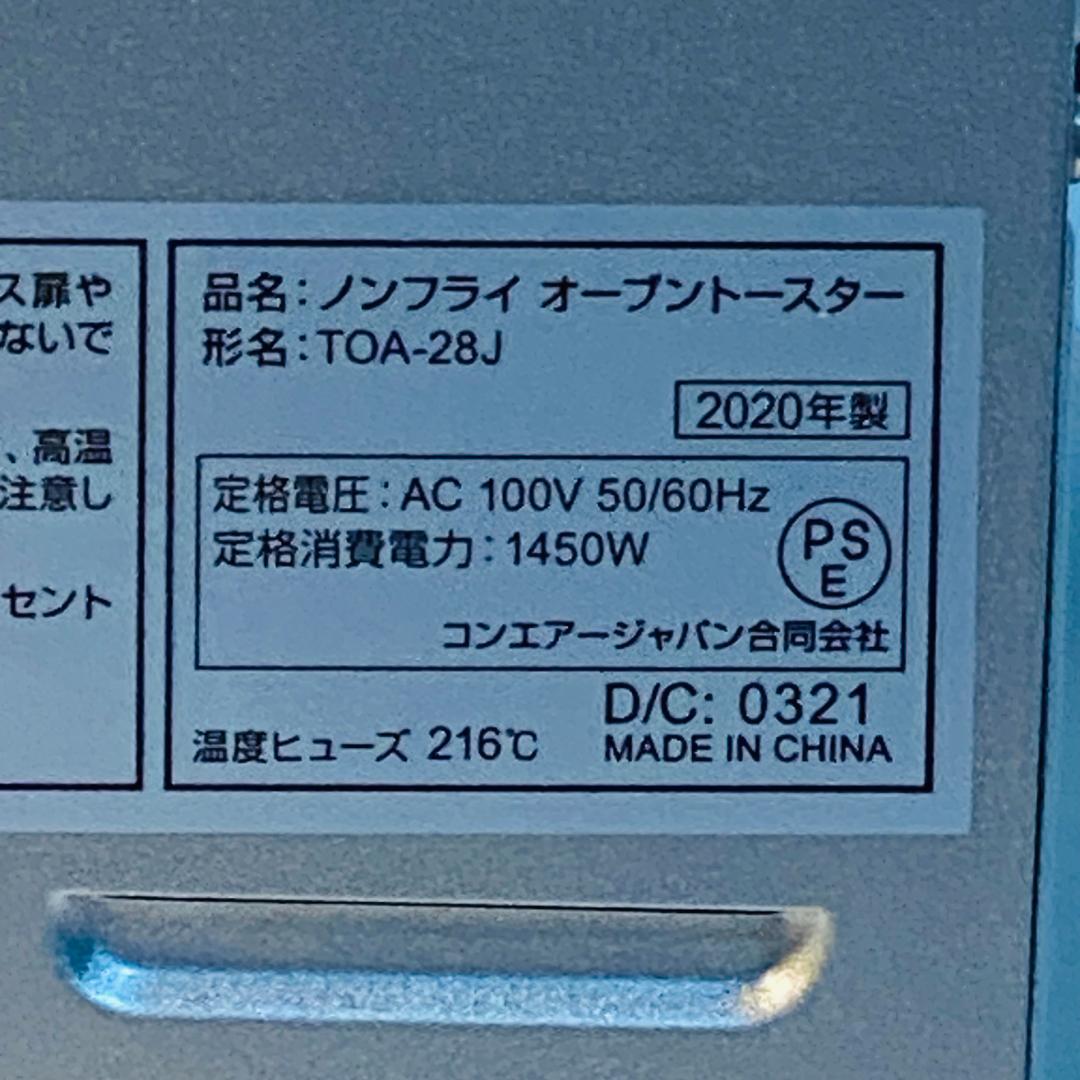 ス扉や
ないで
、高温
注意し
セント
品名：ノンフライ オーブントースター
形名：TOA-28J
2020年製
定格電圧：AC 100V 50/60Hz
定格消費電力：1450W
PS
E
コンエアージャパン合同会社
D/C: 0321
温度ヒューズ 216℃
MADE IN CHINA